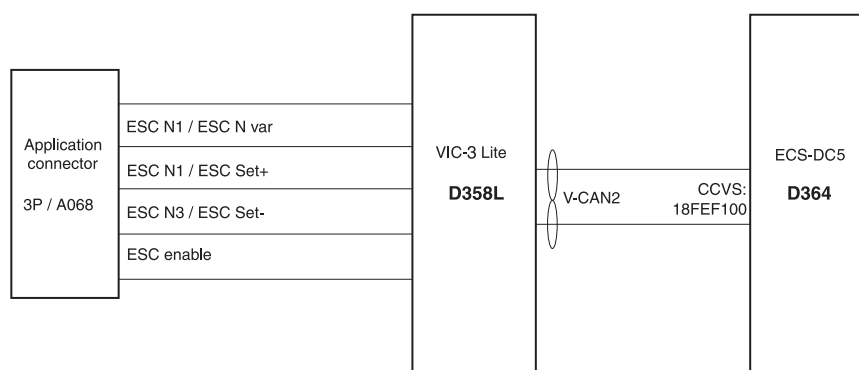 Application
connector
3P / A068
ESC N1 / ESC N var
ESC N1 / ESC Set+
ESC N3 / ESC Set-
ESC enable
VIC-3 Lite
D358L
V-CAN2
CCVS:
18FEF100
ECS-DC5
D364